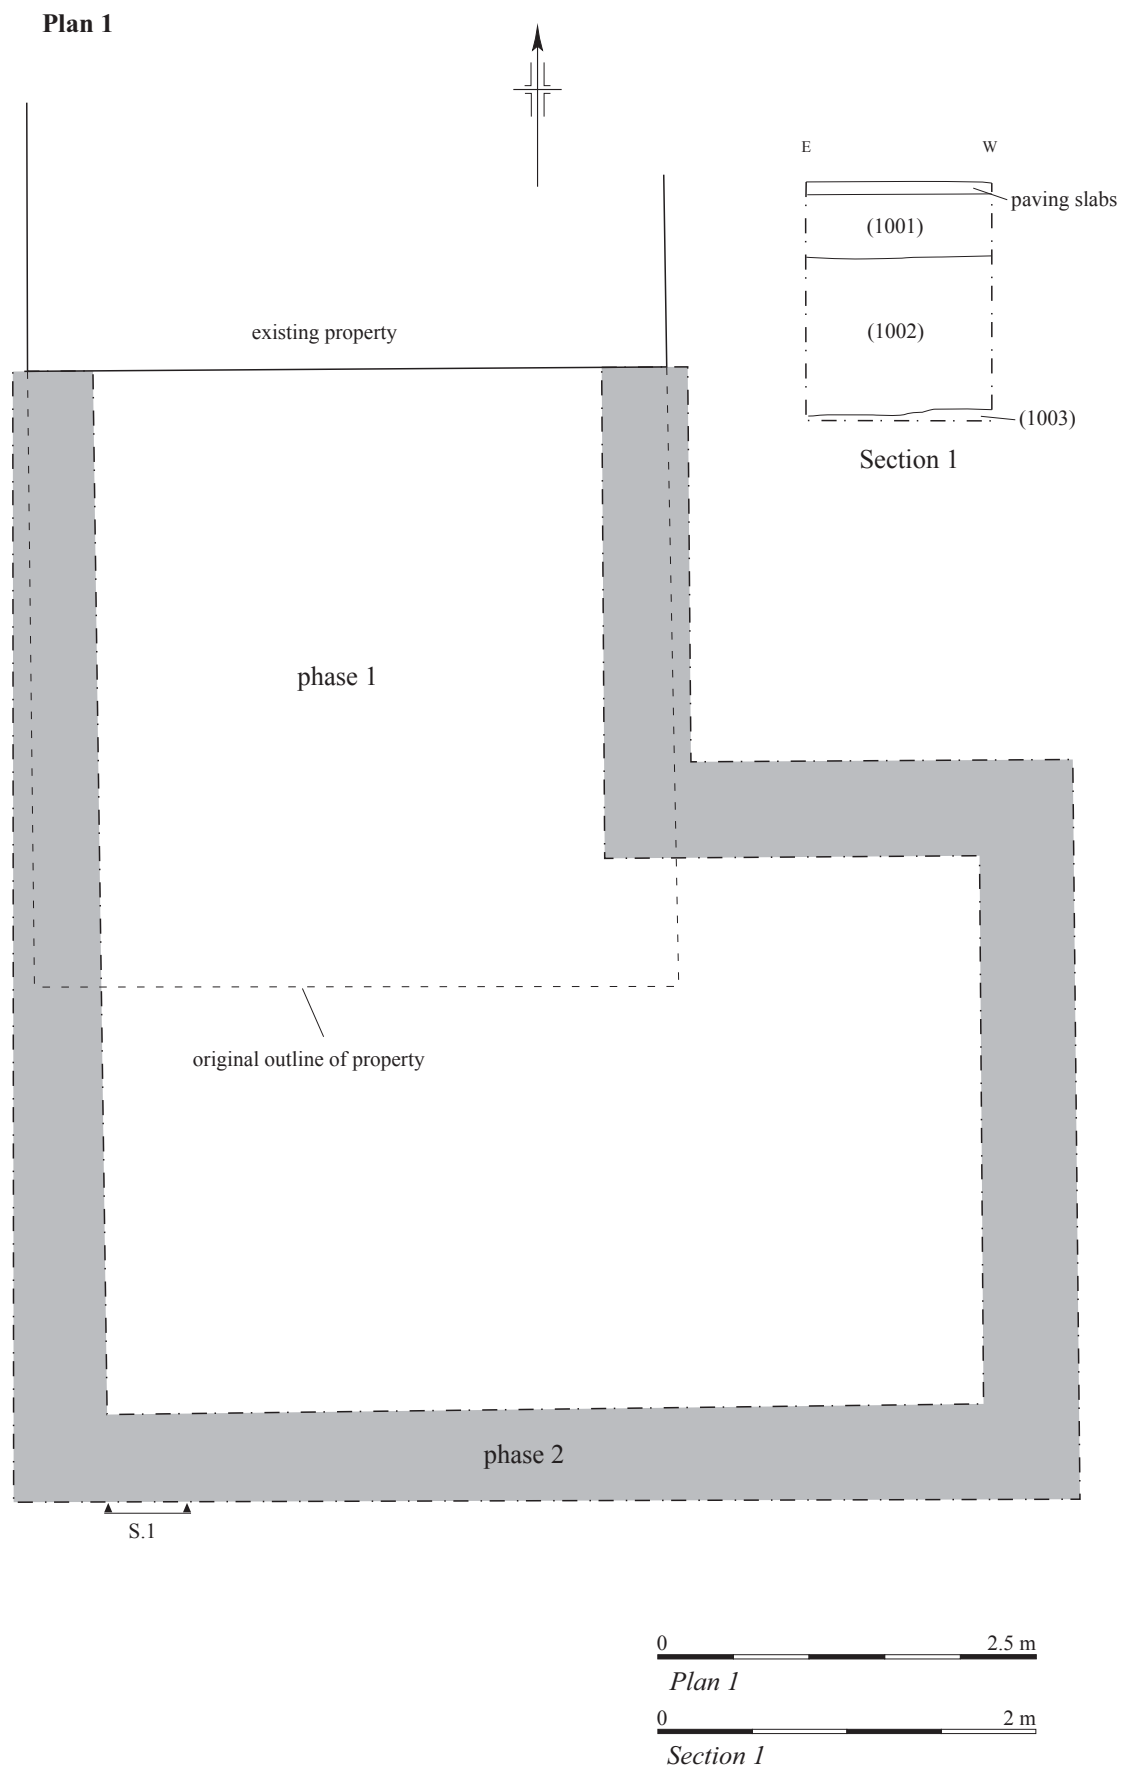 Plan 1
E W
paving slabs
(1001)
existing property
(1002)
(1003)
Section 1
phase 1
original outline of property
phase 2
S.1
0 2.5 m
Plan 1
0 2 m
Section 1